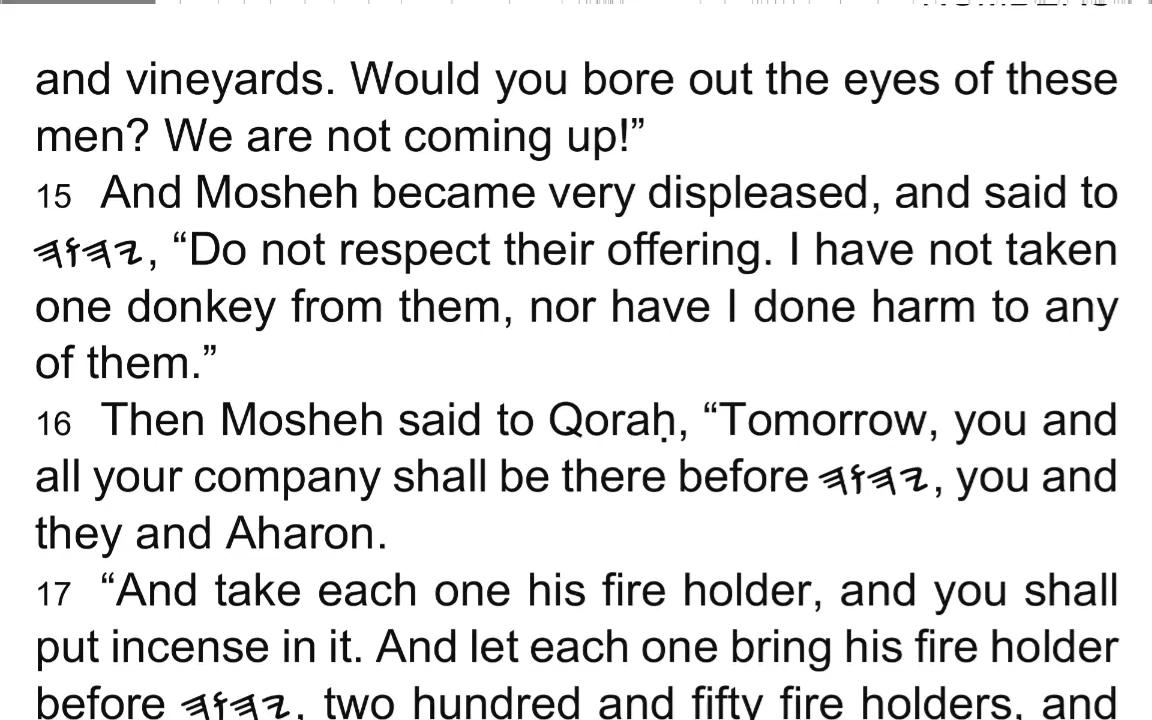 and vineyards. Would you bore out the eyes of these
men? We are not coming up!”
15 And Mosheh became very displeased, and said to
𐤉𐤄𐤅𐤄, “Do not respect their offering. I have not taken
one donkey from them, nor have I done harm to any
of them.”
16 Then Mosheh said to Qoraḥ, “Tomorrow, you and
all your company shall be there before 𐤉𐤄𐤅𐤄, you and
they and Aharon.
17 “And take each one his fire holder, and you shall
put incense in it. And let each one bring his fire holder
before 𐤉𐤄𐤅𐤄, two hundred and fifty fire holders, and